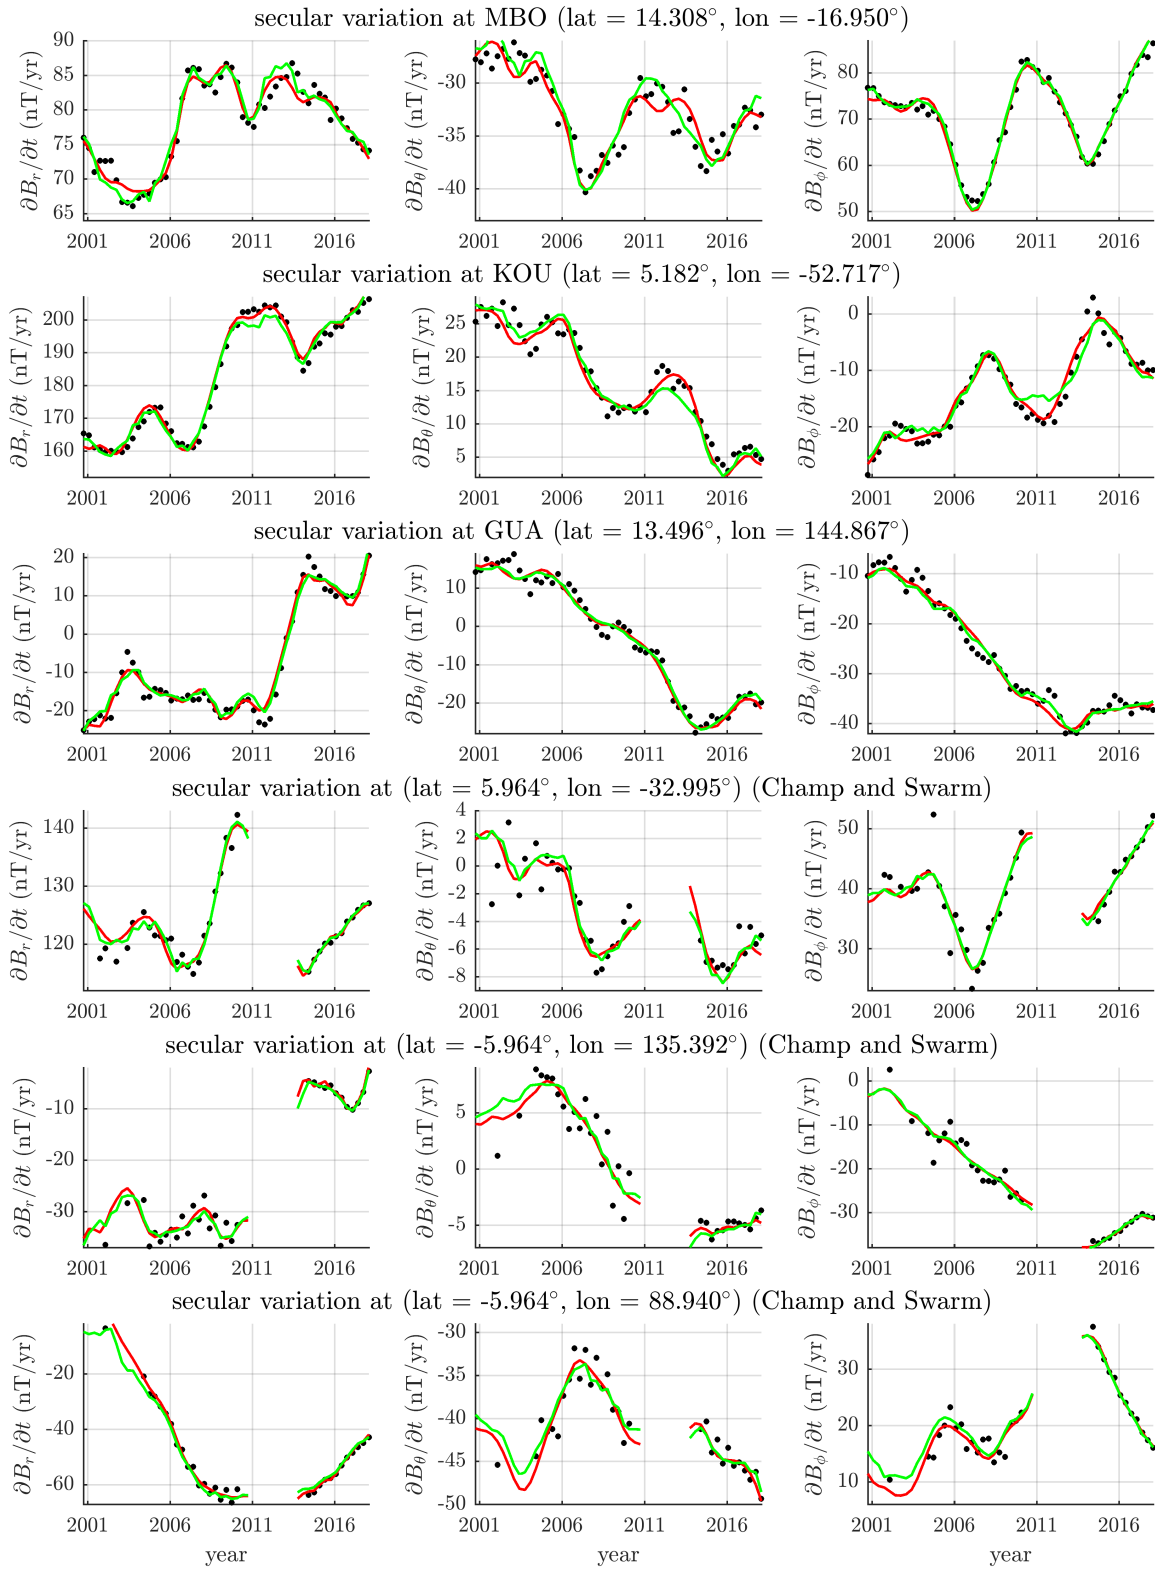 secular variation at MBO (lat = 14.308°, lon = -16.950°)
∂B_r/∂t (nT/yr)
90
85
80
75
70
65
2001 2006 2011 2016
∂B_θ/∂t (nT/yr)
-30
-35
-40
2001 2006 2011 2016
∂B_ϕ/∂t (nT/yr)
80
70
60
50
2001 2006 2011 2016
secular variation at KOU (lat = 5.182°, lon = -52.717°)
∂B_r/∂t (nT/yr)
200
190
180
170
160
2001 2006 2011 2016
∂B_θ/∂t (nT/yr)
25
20
15
10
5
2001 2006 2011 2016
∂B_ϕ/∂t (nT/yr)
0
-10
-20
2001 2006 2011 2016
secular variation at GUA (lat = 13.496°, lon = 144.867°)
∂B_r/∂t (nT/yr)
20
10
0
-10
-20
2001 2006 2011 2016
∂B_θ/∂t (nT/yr)
10
0
-10
-20
2001 2006 2011 2016
∂B_ϕ/∂t (nT/yr)
-10
-20
-30
-40
2001 2006 2011 2016
secular variation at (lat = 5.964°, lon = -32.995°) (Champ and Swarm)
∂B_r/∂t (nT/yr)
140
130
120
2001 2006 2011 2016
∂B_θ/∂t (nT/yr)
4
2
0
-2
-4
-6
-8
2001 2006 2011 2016
∂B_ϕ/∂t (nT/yr)
50
40
30
2001 2006 2011 2016
secular variation at (lat = -5.964°, lon = 135.392°) (Champ and Swarm)
∂B_r/∂t (nT/yr)
-10
-20
-30
2001 2006 2011 2016
∂B_θ/∂t (nT/yr)
5
0
-5
2001 2006 2011 2016
∂B_ϕ/∂t (nT/yr)
0
-10
-20
-30
2001 2006 2011 2016
secular variation at (lat = -5.964°, lon = 88.940°) (Champ and Swarm)
∂B_r/∂t (nT/yr)
-20
-40
-60
2001 2006 2011 2016
year
∂B_θ/∂t (nT/yr)
-30
-35
-40
-45
-50
2001 2006 2011 2016
year
∂B_ϕ/∂t (nT/yr)
30
20
10
2001 2006 2011 2016
year